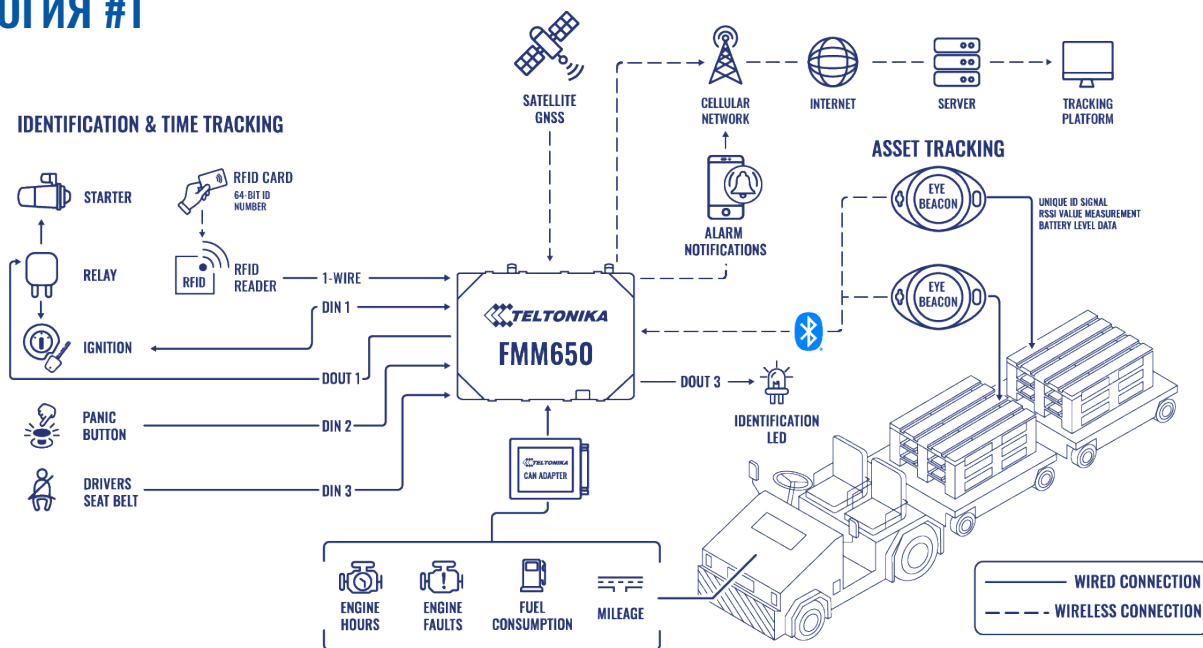 ОГИЯ #1
SATELLITE
GNSS
CELLULAR
NETWORK
INTERNET
SERVER
TRACKING
PLATFORM
IDENTIFICATION & TIME TRACKING
ASSET TRACKING
STARTER
RFID CARD
64-BIT ID
NUMBER
EYE
BEACON
UNIQUE ID SIGNAL
RSSI VALUE MEASUREMENT
BATTERY LEVEL DATA
ALARM
NOTIFICATIONS
RELAY
RFID
RFID
READER
1-WIRE
EYE
BEACON
DIN 1
TELTONIKA
FMM650
IGNITION
DOUT 1
DOUT 3
IDENTIFICATION
LED
PANIC
BUTTON
DIN 2
TELTONIKA
CAN ADAPTER
DRIVERS
SEAT BELT
DIN 3
ENGINE
HOURS
ENGINE
FAULTS
FUEL
CONSUMPTION
MILEAGE
WIRED CONNECTION
WIRELESS CONNECTION